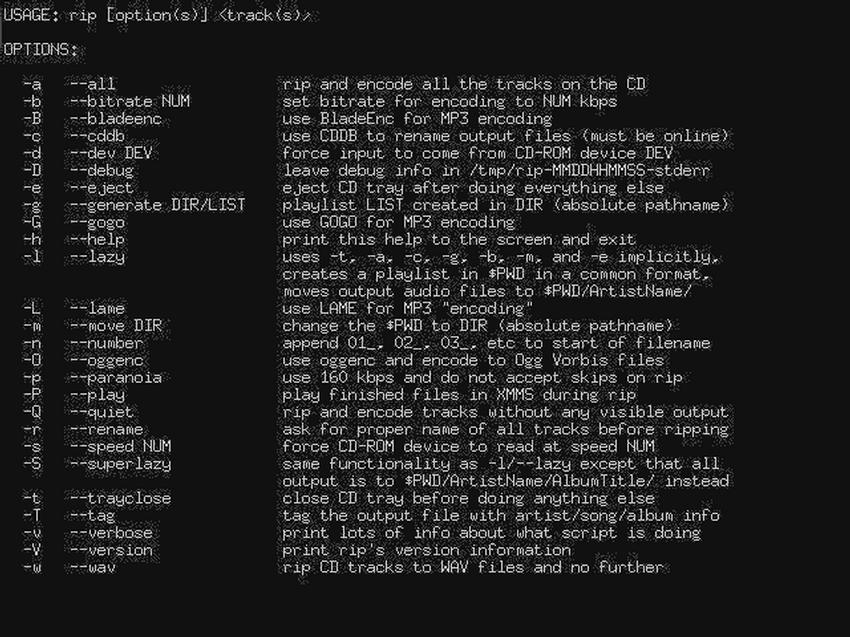 USAGE: rip [option(s)] <track(s)>
OPTIONS:
-a --all rip and encode all the tracks on the CD
-b --bitrate NUM set bitrate for encoding to NUM kbps
-B --bladeenc use BladeEnc for MP3 encoding
-c --cddb use CDDB to rename output files (must be online)
-d --dev DEV force input to come from CD-ROM device DEV
-D --debug leave debug info in /tmp/rip-MMDDHHMMSS-stderr
-e --eject eject CD tray after doing everything else
-g --generate DIR/LIST playlist LIST created in DIR (absolute pathname)
-G --gogo use GOGO for MP3 encoding
-h --help print this help to the screen and exit
-l --lazy uses -t, -a, -c, -g, -b, -m, and -e implicitly,
creates a playlist in $PWD in a common format,
moves output audio files to $PWD/ArtistName/
-L --lame use LAME for MP3 "encoding"
-m --move DIR change the $PWD to DIR (absolute pathname)
-n --number append 01_, 02_, 03_, etc to start of filename
-O --oggenc use oggenc and encode to Ogg Vorbis files
-p --paranoia use 160 kbps and do not accept skips on rip
-P --play play finished files in XMMS during rip
-Q --quiet rip and encode tracks without any visible output
-r --rename ask for proper name of all tracks before ripping
-s --speed NUM force CD-ROM device to read at speed NUM
-S --superlazy same functionality as -l/--lazy except that all
output is to $PWD/ArtistName/AlbumTitle/ instead
-t --trayclose close CD tray before doing anything else
-T --tag tag the output file with artist/song/album info
-v --verbose print lots of info about what script is doing
-V --version print rip's version information
-w --wav rip CD tracks to WAV files and no further